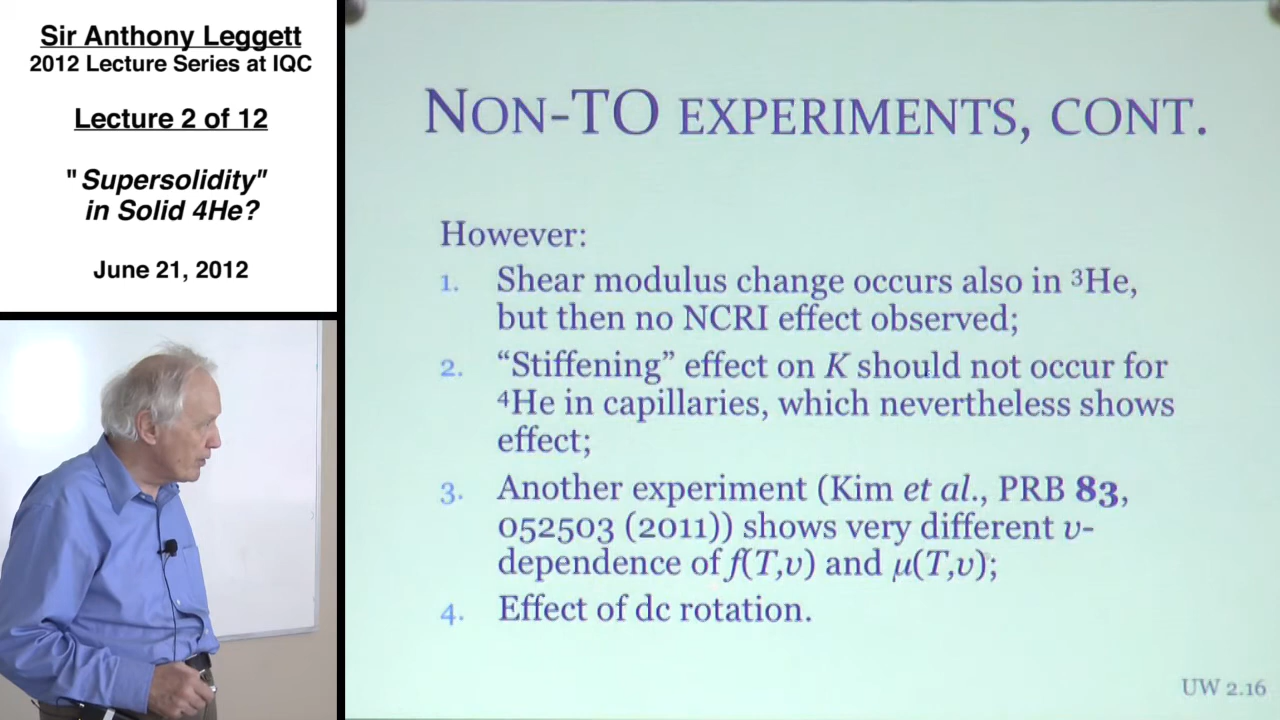 Sir Anthony Leggett
2012 Lecture Series at IQC
Lecture 2 of 12
"Supersolidity"
in Solid 4He?
June 21, 2012
NON-TO EXPERIMENTS, CONT.
However:
1. Shear modulus change occurs also in ³He,
but then no NCRI effect observed;
2. “Stiffening” effect on K should not occur for
⁴He in capillaries, which nevertheless shows
effect;
3. Another experiment (Kim et al., PRB 83,
052503 (2011)) shows very different υ-
dependence of f(T,υ) and μ(T,υ);
4. Effect of dc rotation.
UW 2.16